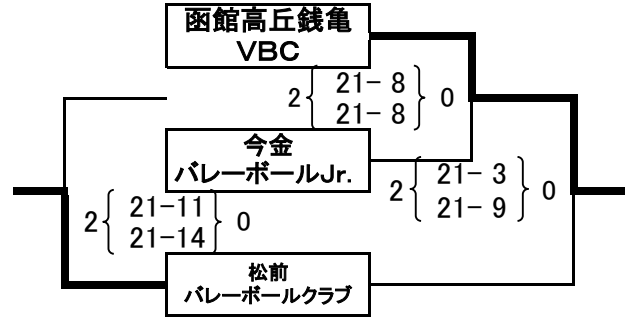 函館高丘銭亀
VBC
2 21- 8 0
21- 8
今金
バレーボールJr.
2 21- 3 0
21- 9
2 21-11 0
21-14
松前
バレーボールクラブ